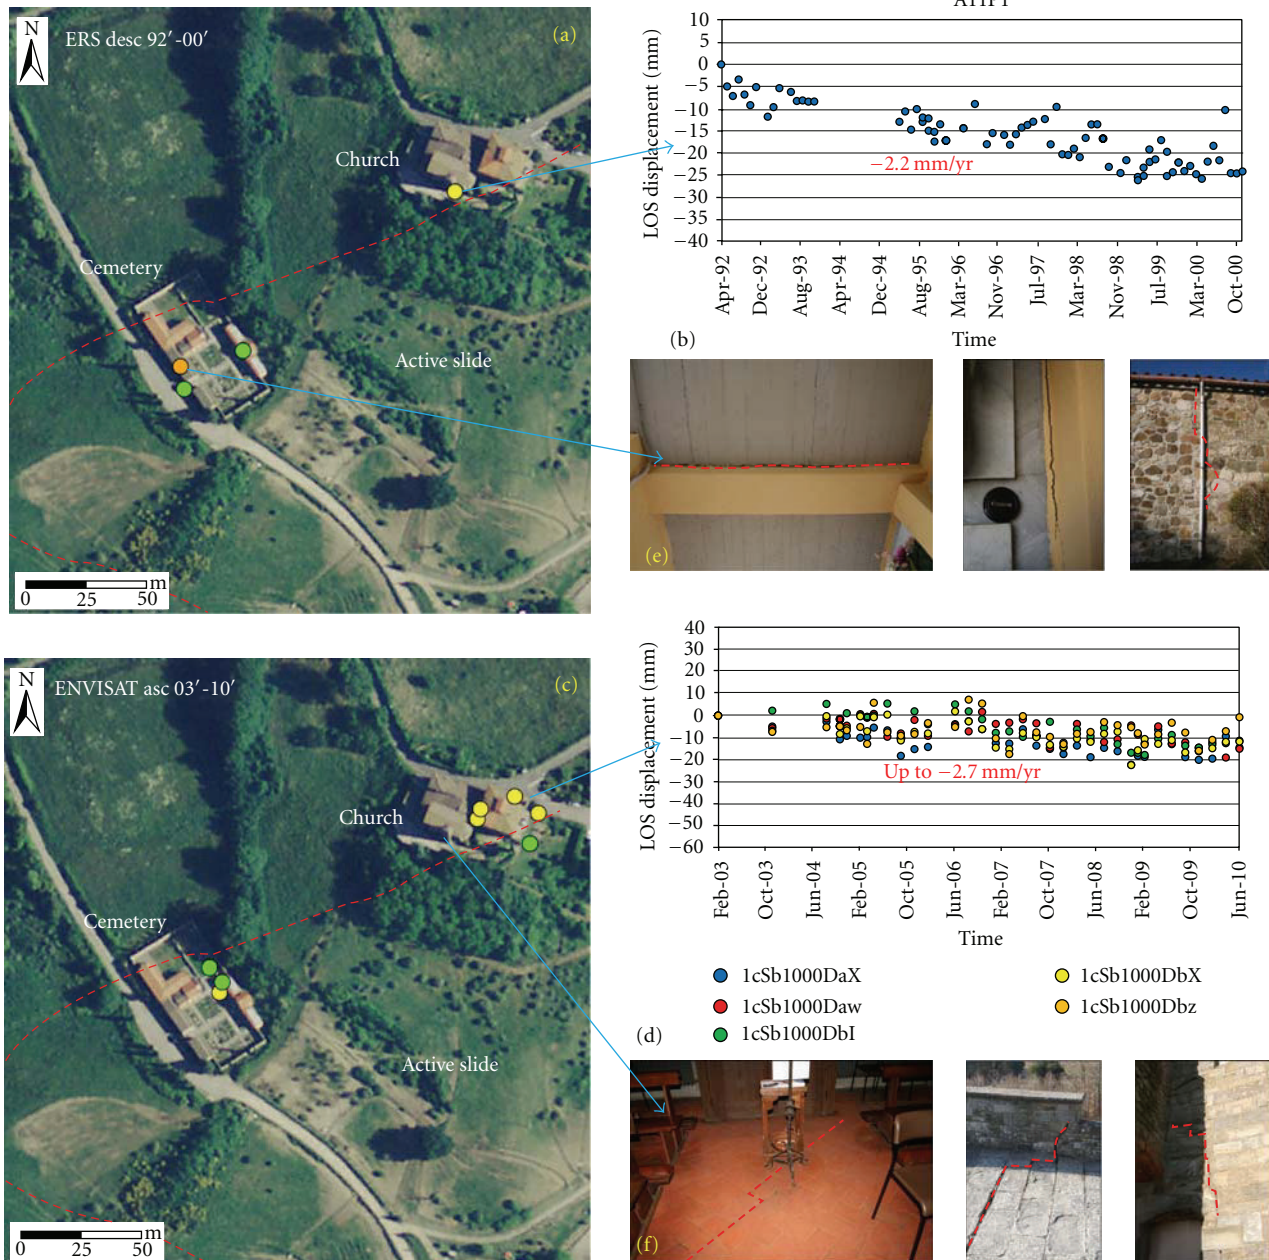 N
ERS desc 92′-00′
(a)
Church
Cemetery
Active slide
m
0 25 50
10
5
0
−5
−10
−15
−20
−25
−30
−35
−40
LOS displacement (mm)
−2.2 mm/yr
Apr-92
Dec-92
Aug-93
Apr-94
Dec-94
Aug-95
Mar-96
Nov-96
Jul-97
Mar-98
Nov-98
Jul-99
Mar-00
Oct-00
(b)
Time
(e)
N
ENVISAT asc 03′-10′
(c)
Church
Cemetery
Active slide
m
0 25 50
40
30
20
10
0
−10
−20
−30
−40
−50
−60
LOS displacement (mm)
Up to −2.7 mm/yr
Feb-03
Oct-03
Jun-04
Feb-05
Oct-05
Jun-06
Feb-07
Oct-07
Jun-08
Feb-09
Oct-09
Jun-10
Time
1cSb1000DaX
1cSb1000DbX
1cSb1000Daw
1cSb1000Dbz
1cSb1000DbI
(d)
(f)